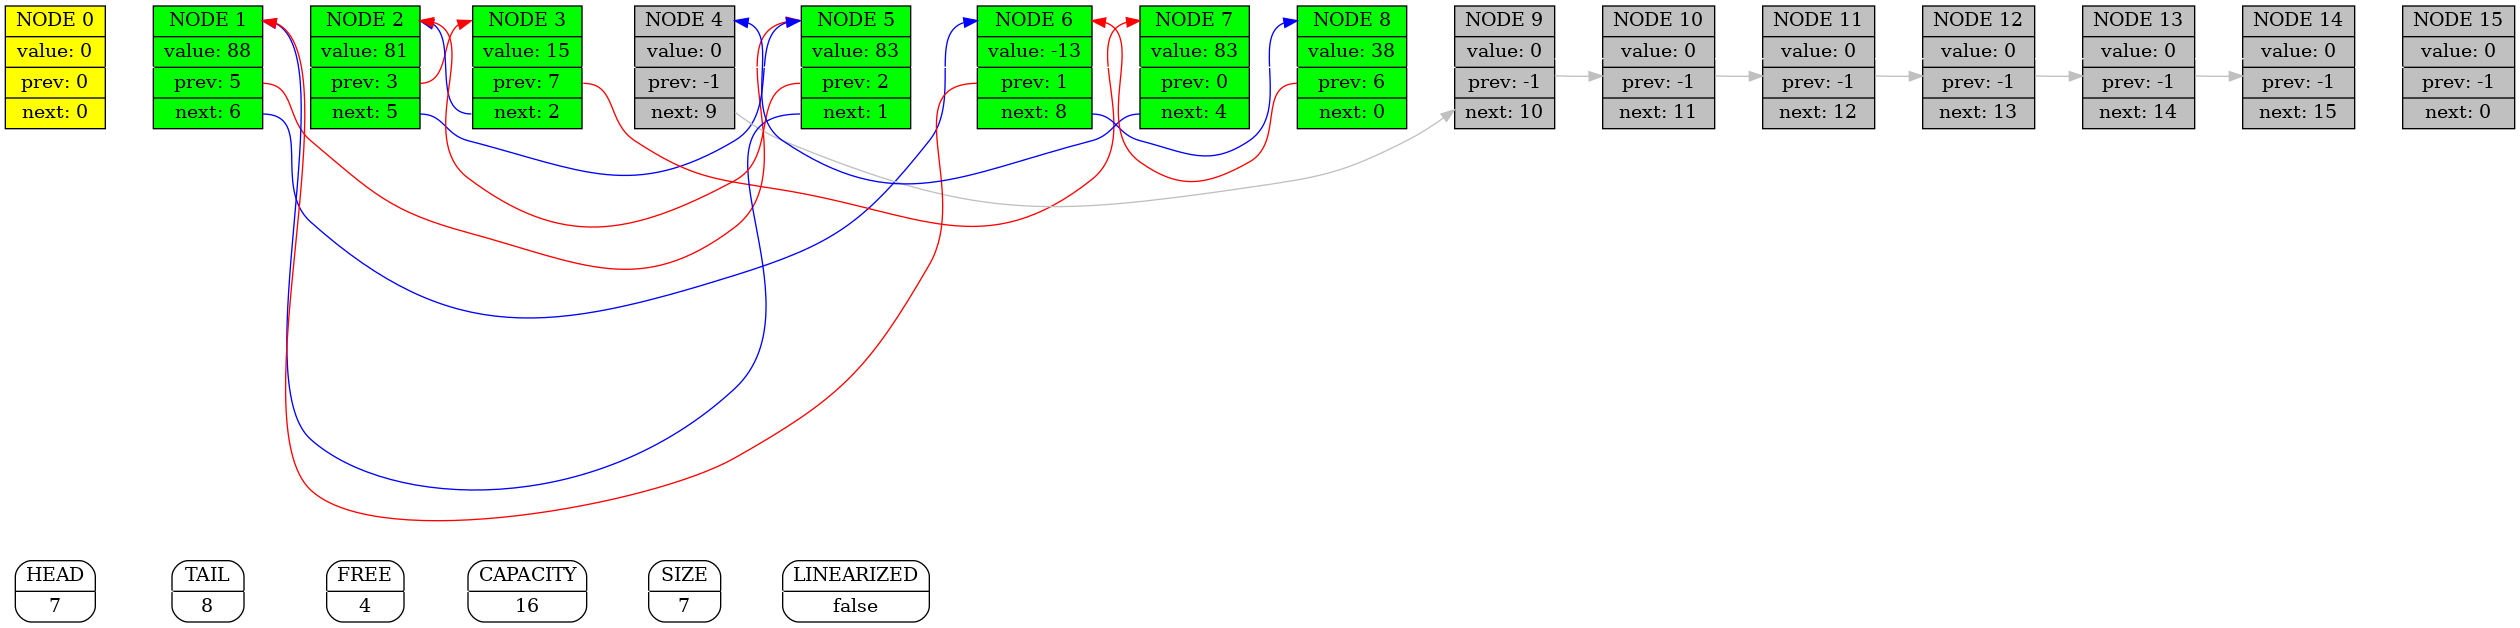 NODE 0
value: 0
prev: 0
next: 0
NODE 1
value: 88
prev: 5
next: 6
NODE 2
value: 81
prev: 3
next: 5
NODE 3
value: 15
prev: 7
next: 2
NODE 4
value: 0
prev: -1
next: 9
NODE 5
value: 83
prev: 2
next: 1
NODE 6
value: -13
prev: 1
next: 8
NODE 7
value: 83
prev: 0
next: 4
NODE 8
value: 38
prev: 6
next: 0
NODE 9
value: 0
prev: -1
next: 10
NODE 10
value: 0
prev: -1
next: 11
NODE 11
value: 0
prev: -1
next: 12
NODE 12
value: 0
prev: -1
next: 13
NODE 13
value: 0
prev: -1
next: 14
NODE 14
value: 0
prev: -1
next: 15
NODE 15
value: 0
prev: -1
next: 0
HEAD
7
TAIL
8
FREE
4
CAPACITY
16
SIZE
7
LINEARIZED
false